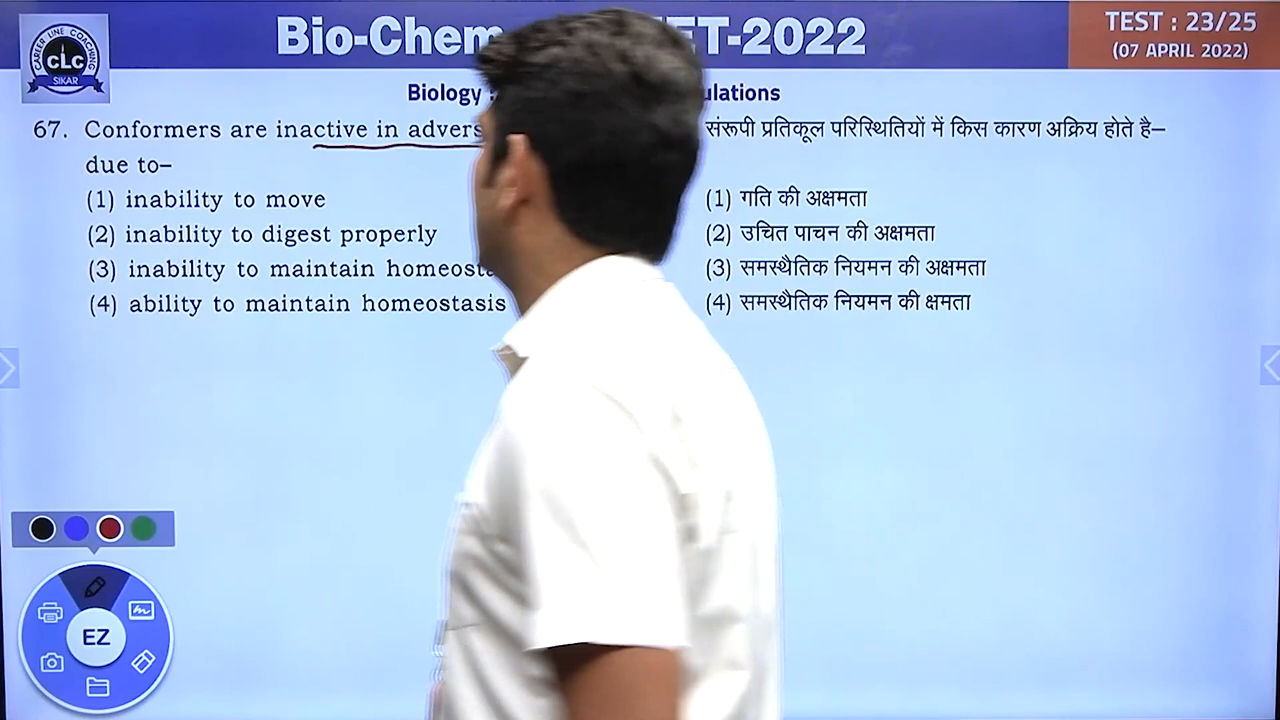 Bio-Chem ET-2022
TEST : 23/25
(07 APRIL 2022)
CAREER LINE COACHING
CLC
SIKAR
Biology : ulations
67. Conformers are inactive in advers
due to–
(1) inability to move
(2) inability to digest properly
(3) inability to maintain homeosta
(4) ability to maintain homeostasis
संरूपी प्रतिकूल परिस्थितियों में किस कारण अक्रिय होते है–
(1) गति की अक्षमता
(2) उचित पाचन की अक्षमता
(3) समस्थैतिक नियमन की अक्षमता
(4) समस्थैतिक नियमन की क्षमता
EZ